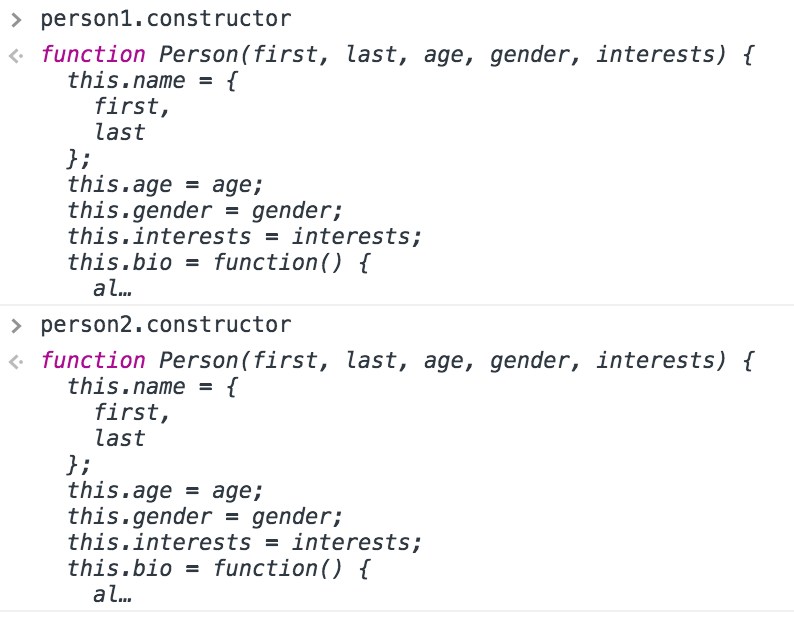 > person1.constructor
<· function Person(first, last, age, gender, interests) {
    this.name = {
      first,
      last
    };
    this.age = age;
    this.gender = gender;
    this.interests = interests;
    this.bio = function() {
      al…
> person2.constructor
<· function Person(first, last, age, gender, interests) {
    this.name = {
      first,
      last
    };
    this.age = age;
    this.gender = gender;
    this.interests = interests;
    this.bio = function() {
      al…